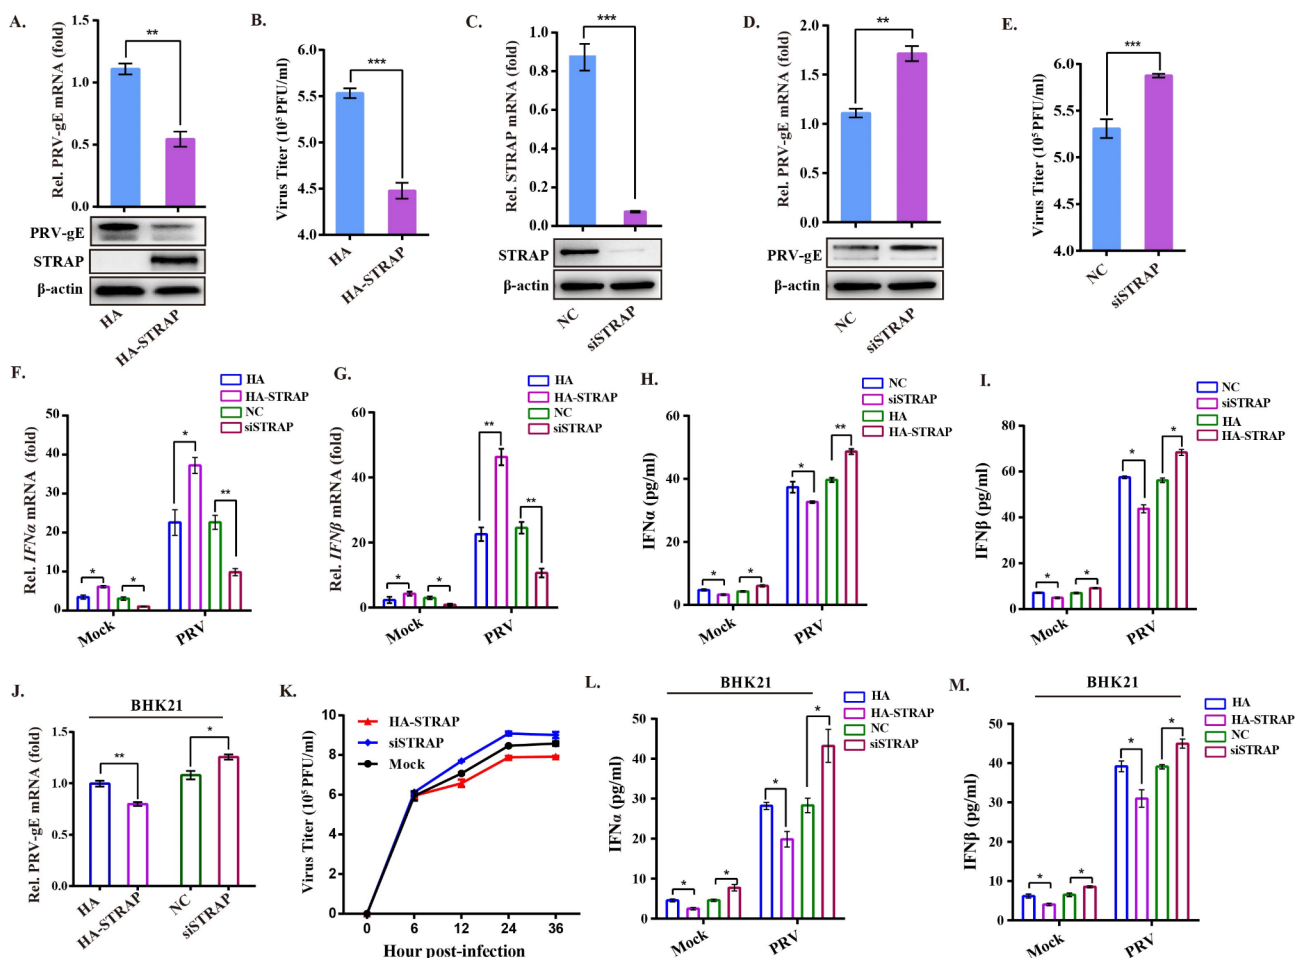 A.
Rel. PRV-gE mRNA (fold)
1.5
1.0
0.5
0.0
**
PRV-gE
STRAP
β-actin
HA
HA-STRAP
B.
Virus Titer (10⁵ PFU/ml)
6.0
5.5
5.0
4.5
4.0
***
HA
HA-STRAP
C.
Rel. STRAP mRNA (fold)
1.0
0.8
0.6
0.4
0.2
0.0
***
STRAP
β-actin
NC
siSTRAP
D.
Rel. PRV-gE mRNA (fold)
2.0
1.5
1.0
0.5
0.0
**
PRV-gE
β-actin
NC
siSTRAP
E.
Virus Titer (10⁵ PFU/ml)
6.0
5.5
5.0
4.5
4.0
***
NC
siSTRAP
F.
HA
HA-STRAP
NC
siSTRAP
Rel. IFNα mRNA (fold)
50
40
30
20
10
0
* * * **
Mock
PRV
G.
HA
HA-STRAP
NC
siSTRAP
Rel. IFNβ mRNA (fold)
60
40
20
0
* * ** **
Mock
PRV
H.
NC
siSTRAP
HA
HA-STRAP
IFNα (pg/ml)
60
40
20
0
* * * **
Mock
PRV
I.
NC
siSTRAP
HA
HA-STRAP
IFNβ (pg/ml)
80
60
40
20
0
* * * *
Mock
PRV
J.
BHK21
Rel. PRV-gE mRNA (fold)
1.5
1.0
0.5
0.0
** *
HA
HA-STRAP
NC
siSTRAP
K.
HA-STRAP
siSTRAP
Mock
Virus Titer (10⁵ PFU/ml)
10
8
6
4
2
0
0 6 12 24 36
Hour post-infection
L.
BHK21
HA
HA-STRAP
NC
siSTRAP
IFNα (pg/ml)
50
40
30
20
10
0
* * * *
Mock
PRV
M.
BHK21
HA
HA-STRAP
NC
siSTRAP
IFNβ (pg/ml)
50
40
30
20
10
0
* * * *
Mock
PRV